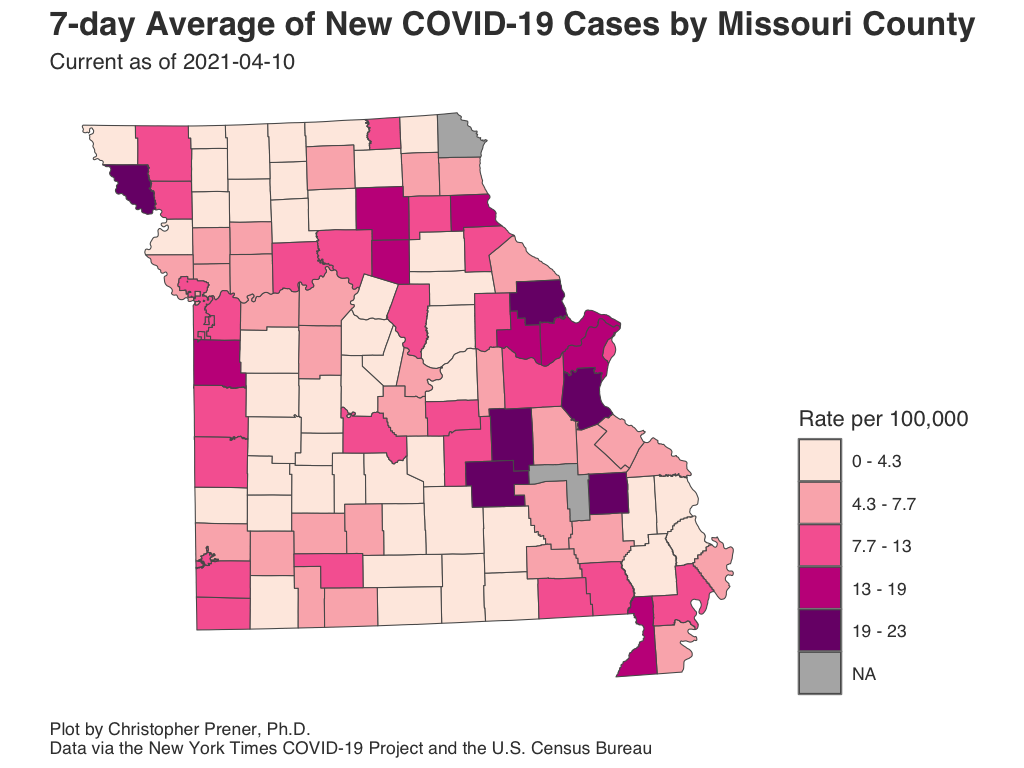 7-day Average of New COVID-19 Cases by Missouri County
Current as of 2021-04-10
Rate per 100,000
0 - 4.3
4.3 - 7.7
7.7 - 13
13 - 19
19 - 23
NA
Plot by Christopher Prener, Ph.D.
Data via the New York Times COVID-19 Project and the U.S. Census Bureau